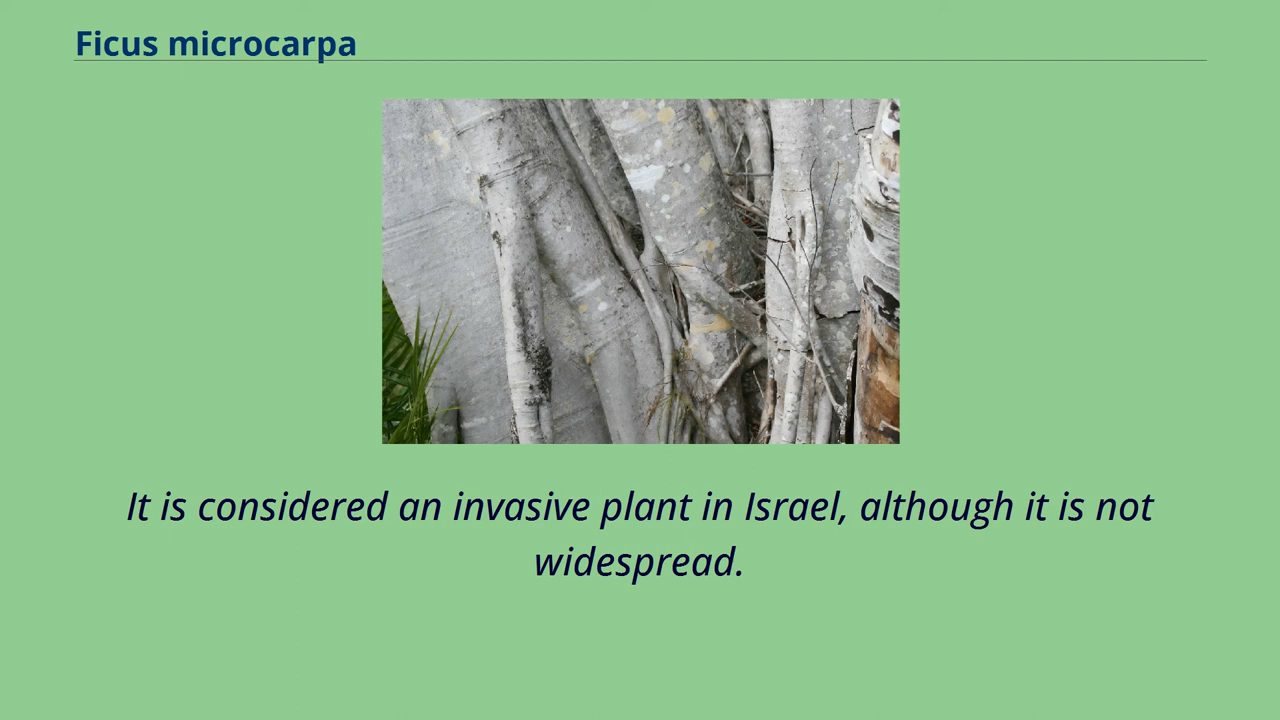 Ficus microcarpa
It is considered an invasive plant in Israel, although it is not
widespread.